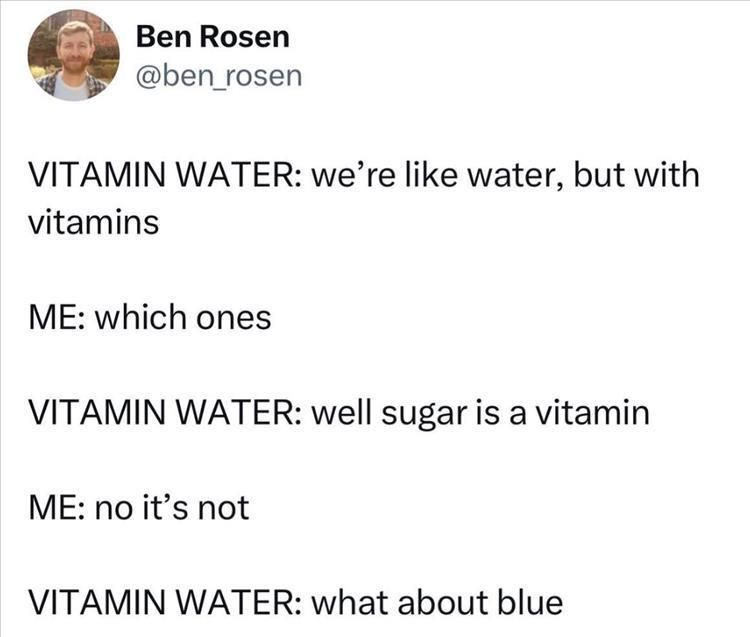 Ben Rosen
@ben_rosen
VITAMIN WATER: we’re like water, but with
vitamins
ME: which ones
VITAMIN WATER: well sugar is a vitamin
ME: no it’s not
VITAMIN WATER: what about blue